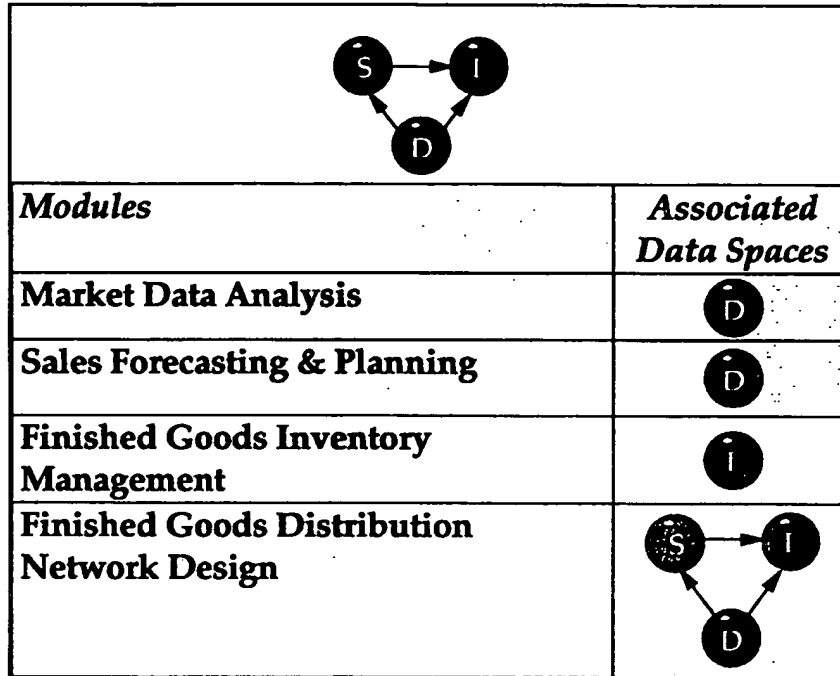 S I
D
Modules
Associated
Data Spaces
Market Data Analysis
D
Sales Forecasting & Planning
D
Finished Goods Inventory
Management
I
Finished Goods Distribution
Network Design
S I
D